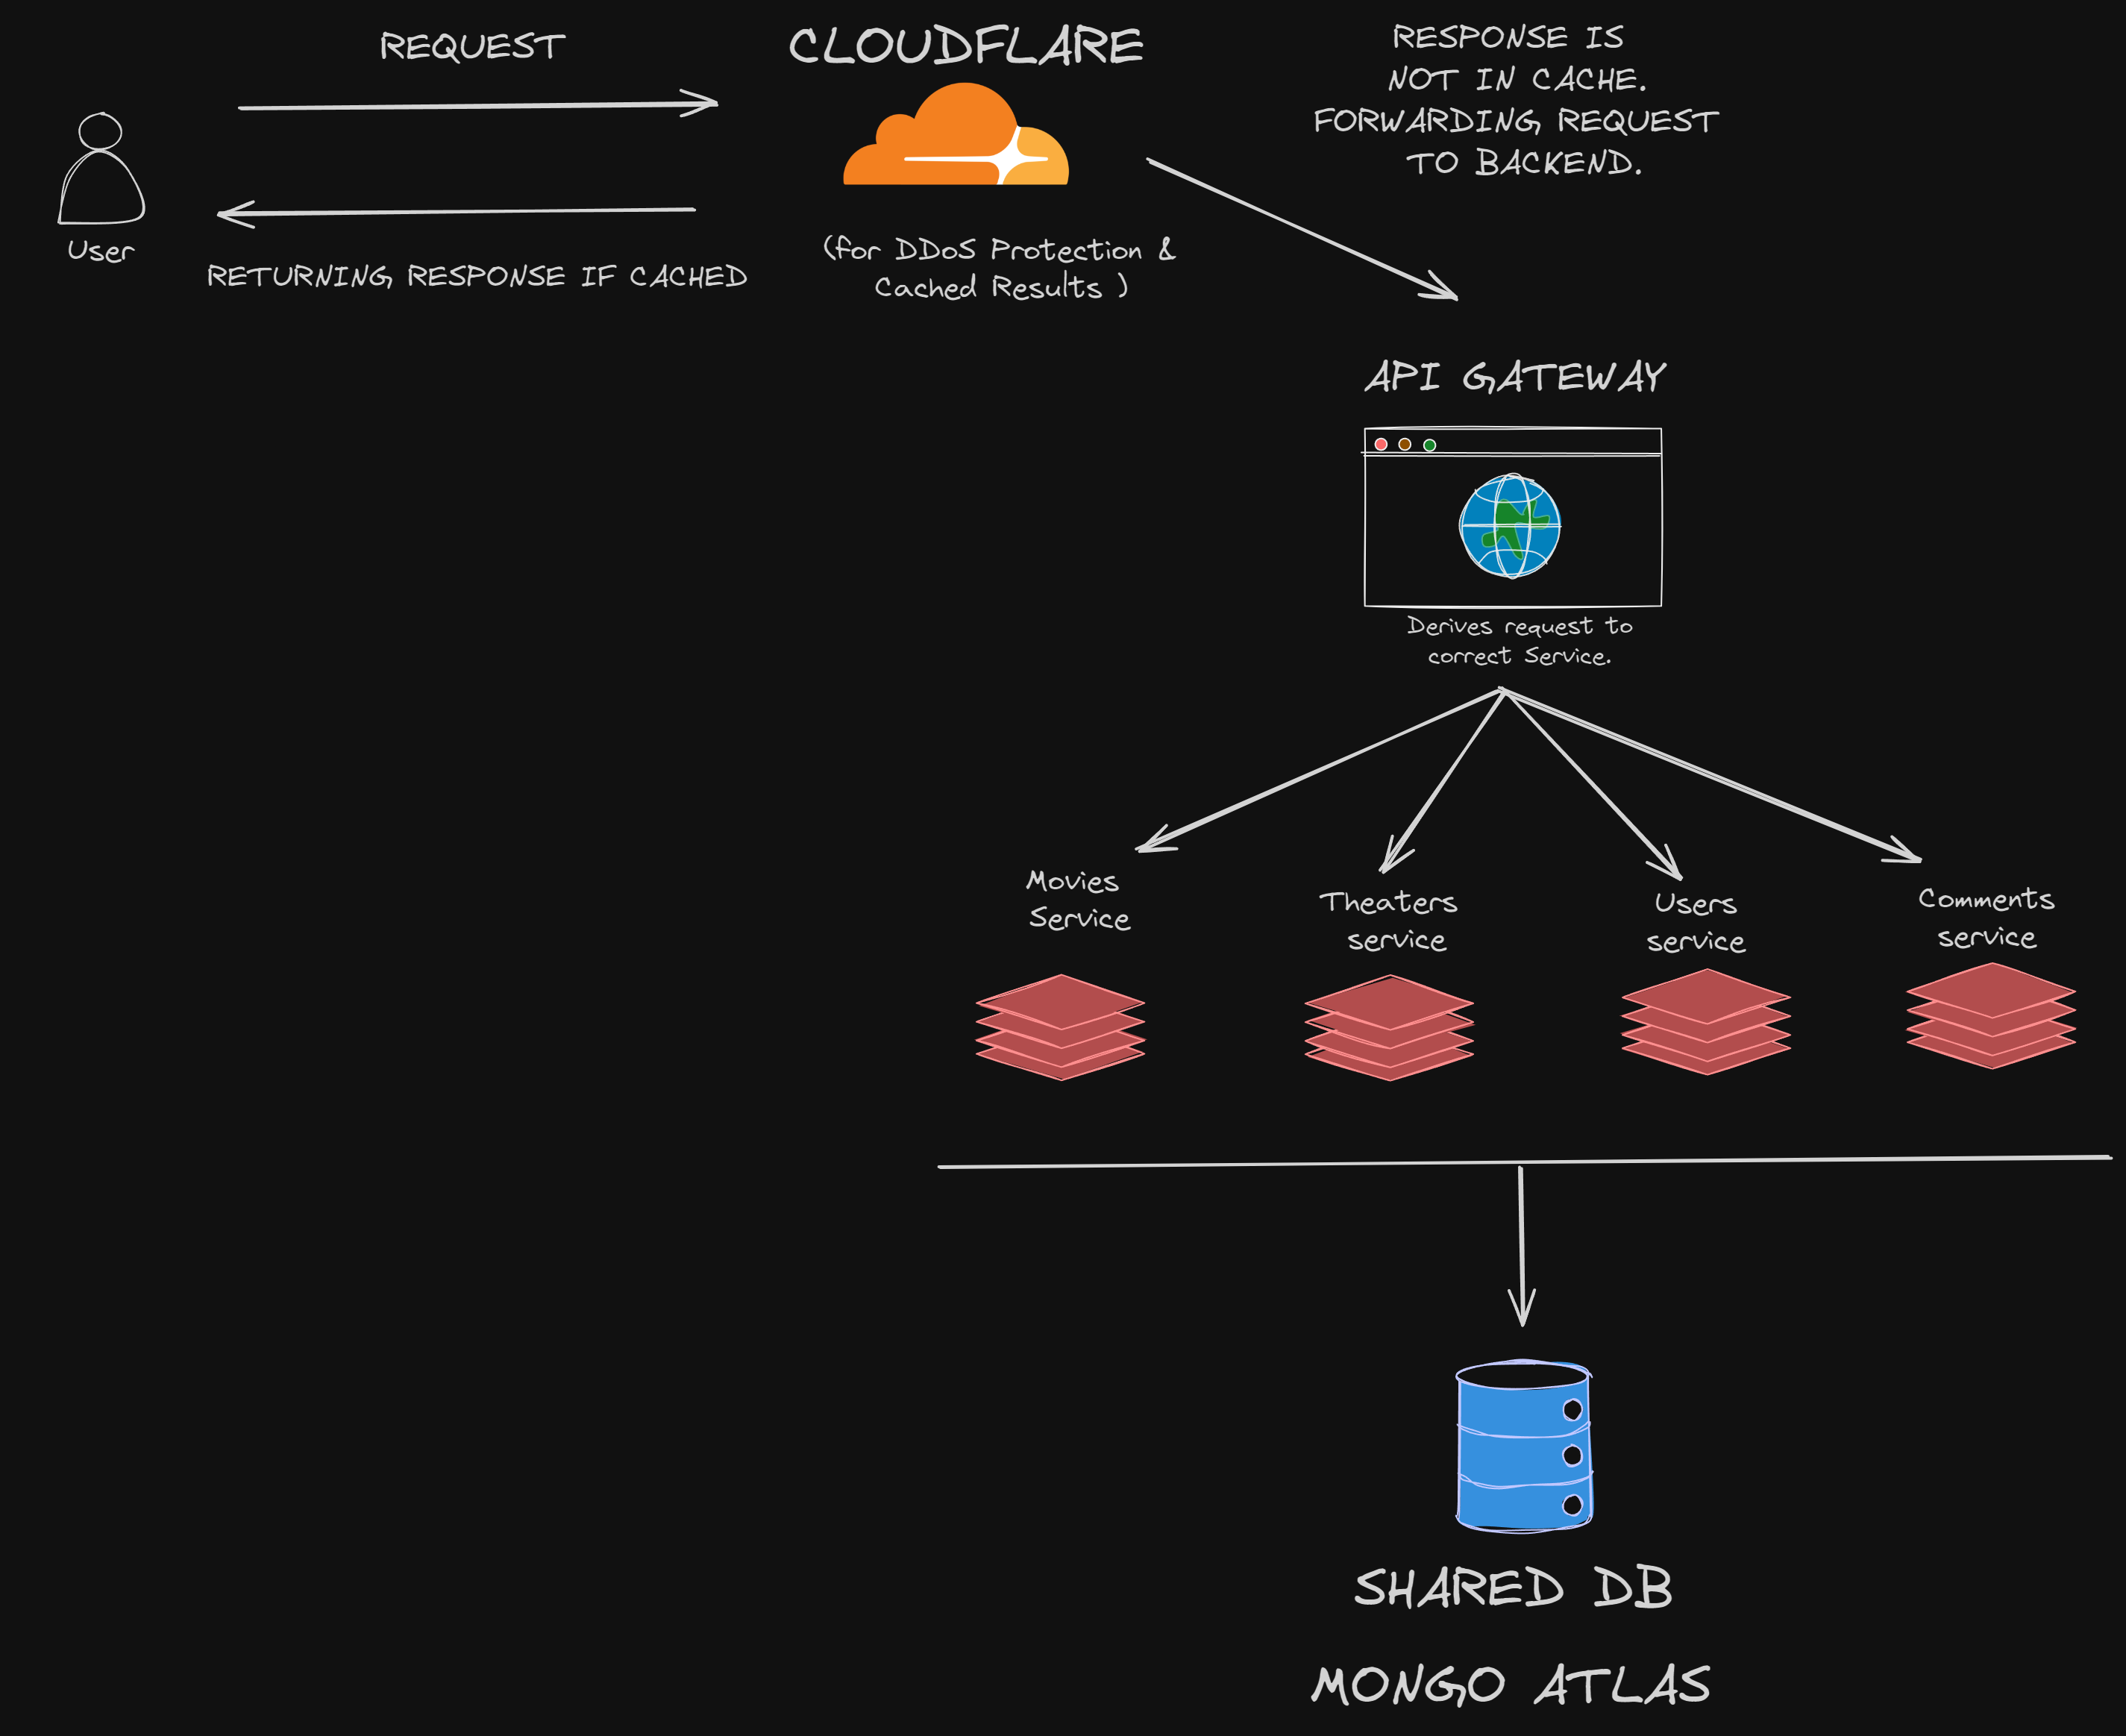 REQUEST
User
RETURNING RESPONSE IF CACHED
CLOUDFLARE
(for DDoS Protection &
Cached Results )
RESPONSE IS
NOT IN CACHE.
FORWARDING REQUEST
TO BACKEND.
API GATEWAY
Derives request to
correct Service.
Movies
Service
Theaters
service
Users
service
Comments
service
SHARED DB
MONGO ATLAS